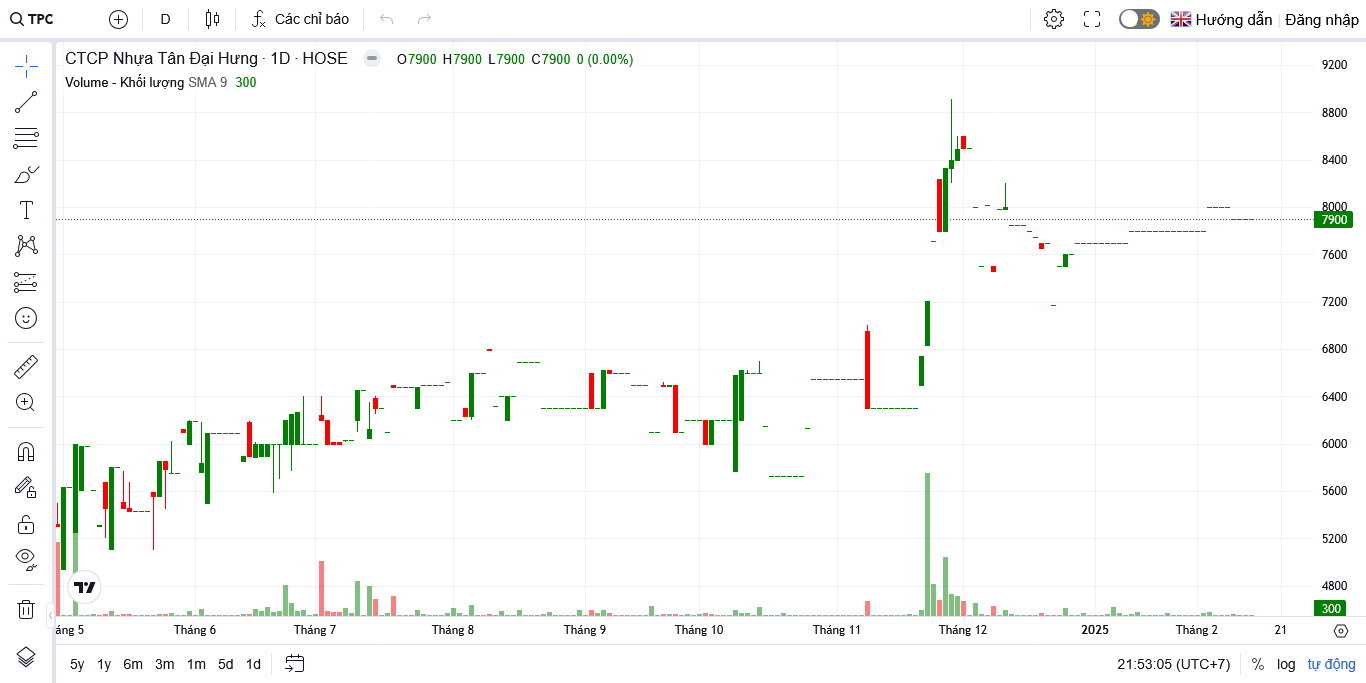 TPC D Các chỉ báo Hướng dẫn Đăng nhập
CTCP Nhựa Tân Đại Hưng · 1D · HOSE O7900 H7900 L7900 C7900 0 (0.00%)
Volume - Khối lượng SMA 9 300
9200
8800
8400
8000
7900
7600
7200
6800
6400
6000
5600
5200
4800
300
áng 5 Tháng 6 Tháng 7 Tháng 8 Tháng 9 Tháng 10 Tháng 11 Tháng 12 2025 Tháng 2 21
5y 1y 6m 3m 1m 5d 1d 21:53:05 (UTC+7) % log tự động